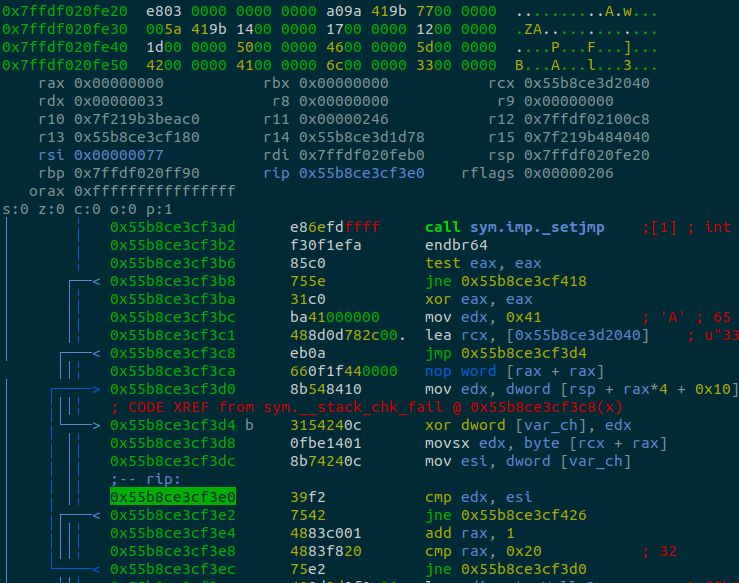 0x7ffdf020fe20 e803 0000 0000 0000 a09a 419b 7700 0000 ..........A.w...
0x7ffdf020fe30 005a 419b 1400 0000 1700 0000 1200 0000 .ZA.............
0x7ffdf020fe40 1d00 0000 5000 0000 4600 0000 5d00 0000 ....P...F...]...
0x7ffdf020fe50 4200 0000 4100 0000 6c00 0000 3300 0000 B...A...l...3...
rax 0x00000000 rbx 0x00000000 rcx 0x55b8ce3d2040
rdx 0x00000033 r8 0x00000000 r9 0x00000000
r10 0x7f219b3beac0 r11 0x00000246 r12 0x7ffdf02100c8
r13 0x55b8ce3cf180 r14 0x55b8ce3d1d78 r15 0x7f219b484040
rsi 0x00000077 rdi 0x7ffdf020feb0 rsp 0x7ffdf020fe20
rbp 0x7ffdf020ff90 rip 0x55b8ce3cf3e0 rflags 0x00000206
orax 0xffffffffffffffff
s:0 z:0 c:0 o:0 p:1
0x55b8ce3cf3ad e86efdffff call sym.imp._setjmp ;[1] ; int
0x55b8ce3cf3b2 f30f1efa endbr64
0x55b8ce3cf3b6 85c0 test eax, eax
0x55b8ce3cf3b8 755e jne 0x55b8ce3cf418
0x55b8ce3cf3ba 31c0 xor eax, eax
0x55b8ce3cf3bc ba41000000 mov edx, 0x41 ; 'A' ; 65
0x55b8ce3cf3c1 488d0d782c00. lea rcx, [0x55b8ce3d2040] ; u"33
0x55b8ce3cf3c8 eb0a jmp 0x55b8ce3cf3d4
0x55b8ce3cf3ca 660f1f440000 nop word [rax + rax]
0x55b8ce3cf3d0 8b548410 mov edx, dword [rsp + rax*4 + 0x10]
; CODE XREF from sym.__stack_chk_fail @ 0x55b8ce3cf3c8(x)
0x55b8ce3cf3d4 b 3154240c xor dword [var_ch], edx
0x55b8ce3cf3d8 0fbe1401 movsx edx, byte [rcx + rax]
0x55b8ce3cf3dc 8b74240c mov esi, dword [var_ch]
;-- rip:
0x55b8ce3cf3e0 39f2 cmp edx, esi
0x55b8ce3cf3e2 7542 jne 0x55b8ce3cf426
0x55b8ce3cf3e4 4883c001 add rax, 1
0x55b8ce3cf3e8 4883f820 cmp rax, 0x20 ; 32
0x55b8ce3cf3ec 75e2 jne 0x55b8ce3cf3d0